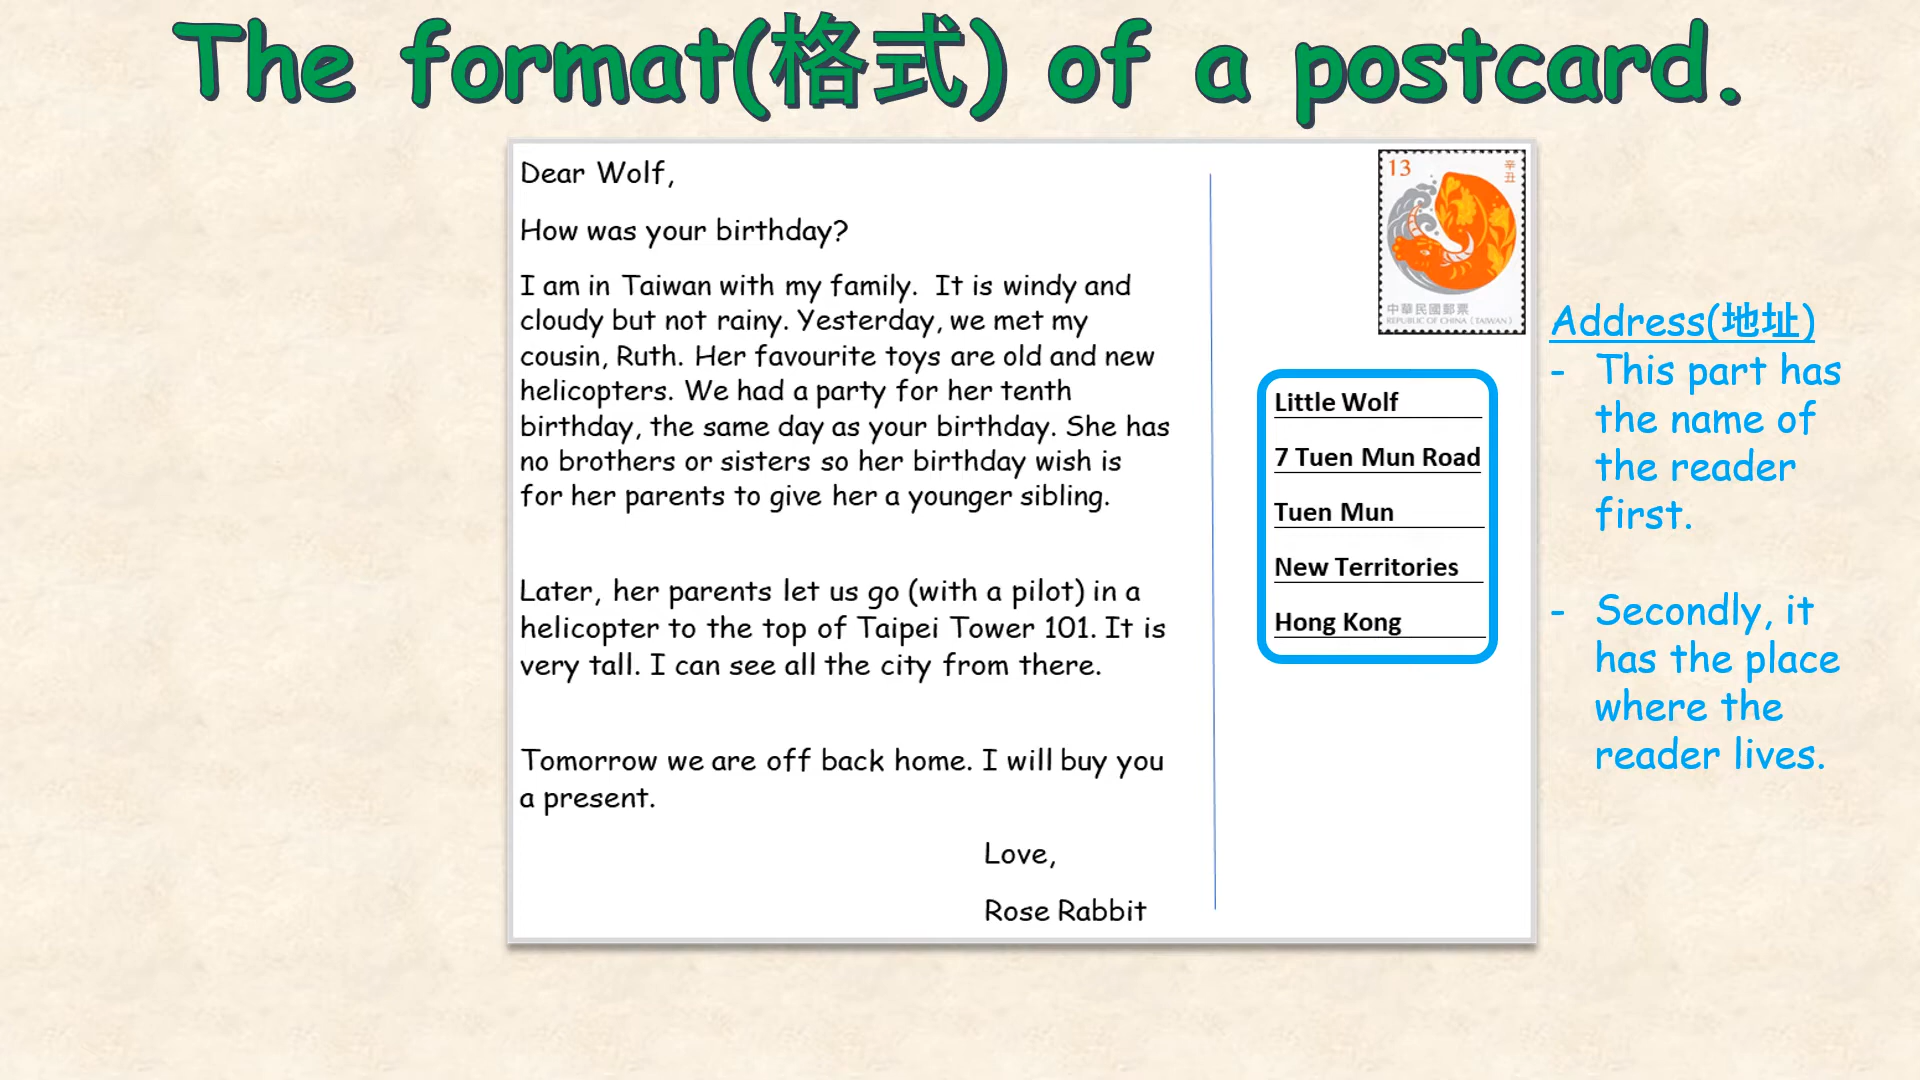 The format(格式) of a postcard.
Dear Wolf,
How was your birthday?
I am in Taiwan with my family.  It is windy and
cloudy but not rainy. Yesterday, we met my
cousin, Ruth. Her favourite toys are old and new
helicopters. We had a party for her tenth
birthday, the same day as your birthday. She has
no brothers or sisters so her birthday wish is
for her parents to give her a younger sibling.
Later, her parents let us go (with a pilot) in a
helicopter to the top of Taipei Tower 101. It is
very tall. I can see all the city from there.
Tomorrow we are off back home. I will buy you
a present.
Love,
Rose Rabbit
13
辛丑
中華民國郵票
REPUBLIC OF CHINA (TAIWAN)
Little Wolf
7 Tuen Mun Road
Tuen Mun
New Territories
Hong Kong
Address(地址)
- This part has
the name of
the reader
first.
- Secondly, it
has the place
where the
reader lives.